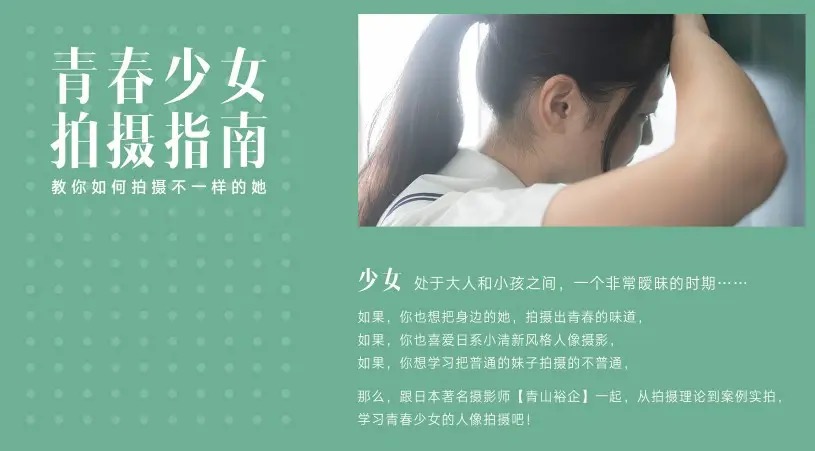 青春少女
拍摄指南
教你如何拍摄不一样的她
少女 处于大人和小孩之间，一个非常暧昧的时期……
如果，你也想把身边的她，拍摄出青春的味道，
如果，你也喜爱日系小清新风格人像摄影，
如果，你想学习把普通的妹子拍摄的不普通，
那么，跟日本著名摄影师【青山裕企】一起，从拍摄理论到案例实拍，
学习青春少女的人像拍摄吧！